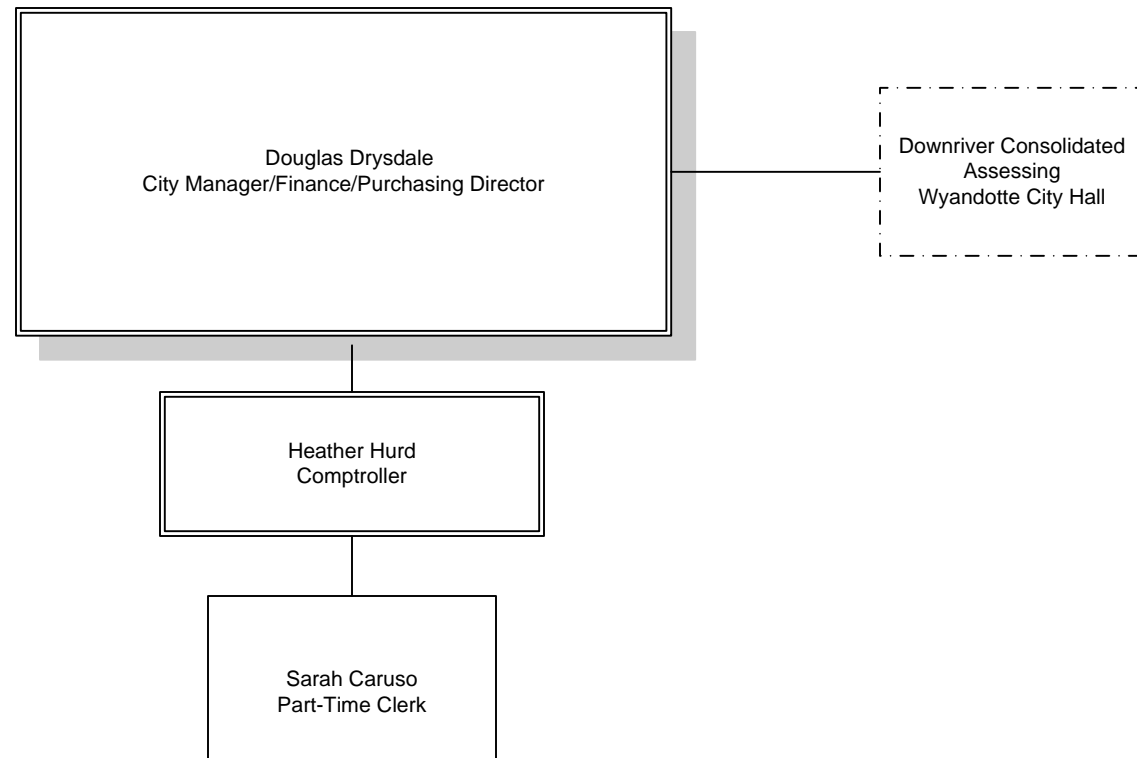 Douglas Drysdale
City Manager/Finance/Purchasing Director
Downriver Consolidated
Assessing
Wyandotte City Hall
Heather Hurd
Comptroller
Sarah Caruso
Part-Time Clerk